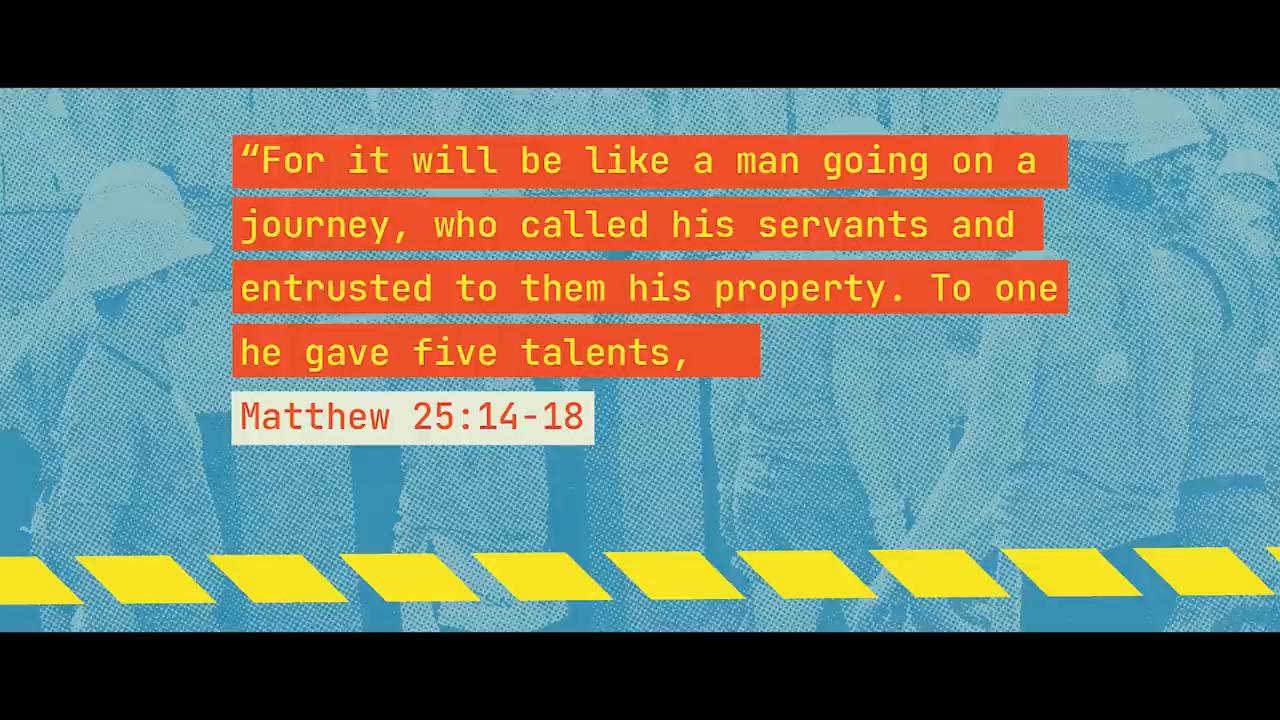 “For it will be like a man going on a
journey, who called his servants and
entrusted to them his property. To one
he gave five talents,
Matthew 25:14-18